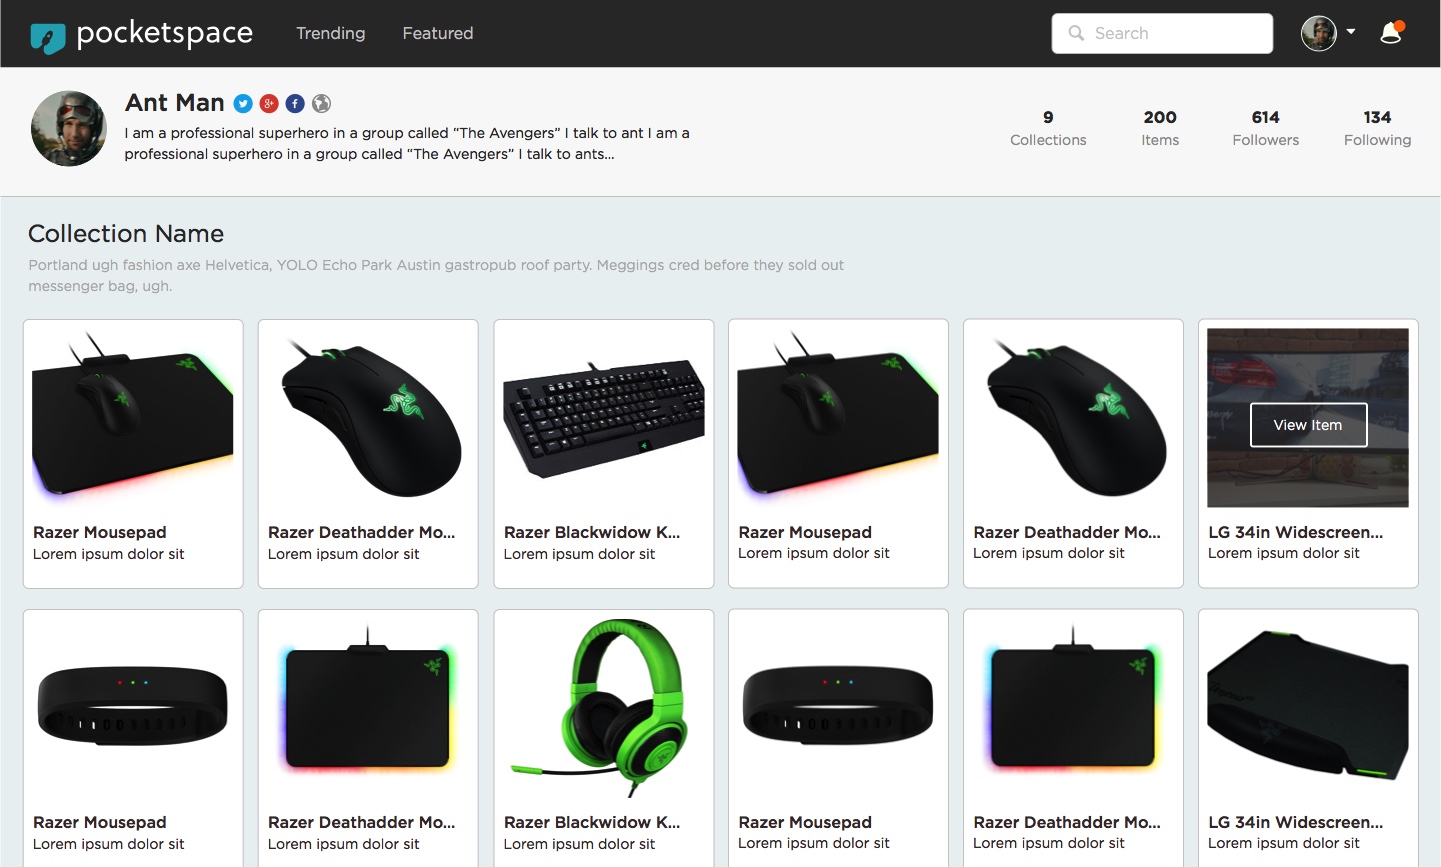 pocketspace
Trending
Featured
Search
Ant Man
I am a professional superhero in a group called “The Avengers” I talk to ant I am a
professional superhero in a group called “The Avengers” I talk to ants...
9
Collections
200
Items
614
Followers
134
Following
Collection Name
Portland ugh fashion axe Helvetica, YOLO Echo Park Austin gastropub roof party. Meggings cred before they sold out
messenger bag, ugh.
View Item
Razer Mousepad
Lorem ipsum dolor sit
Razer Deathadder Mo...
Lorem ipsum dolor sit
Razer Blackwidow K...
Lorem ipsum dolor sit
Razer Mousepad
Lorem ipsum dolor sit
Razer Deathadder Mo...
Lorem ipsum dolor sit
LG 34in Widescreen...
Lorem ipsum dolor sit
Razer Mousepad
Lorem ipsum dolor sit
Razer Deathadder Mo...
Lorem ipsum dolor sit
Razer Blackwidow K...
Lorem ipsum dolor sit
Razer Mousepad
Lorem ipsum dolor sit
Razer Deathadder Mo...
Lorem ipsum dolor sit
LG 34in Widescreen...
Lorem ipsum dolor sit